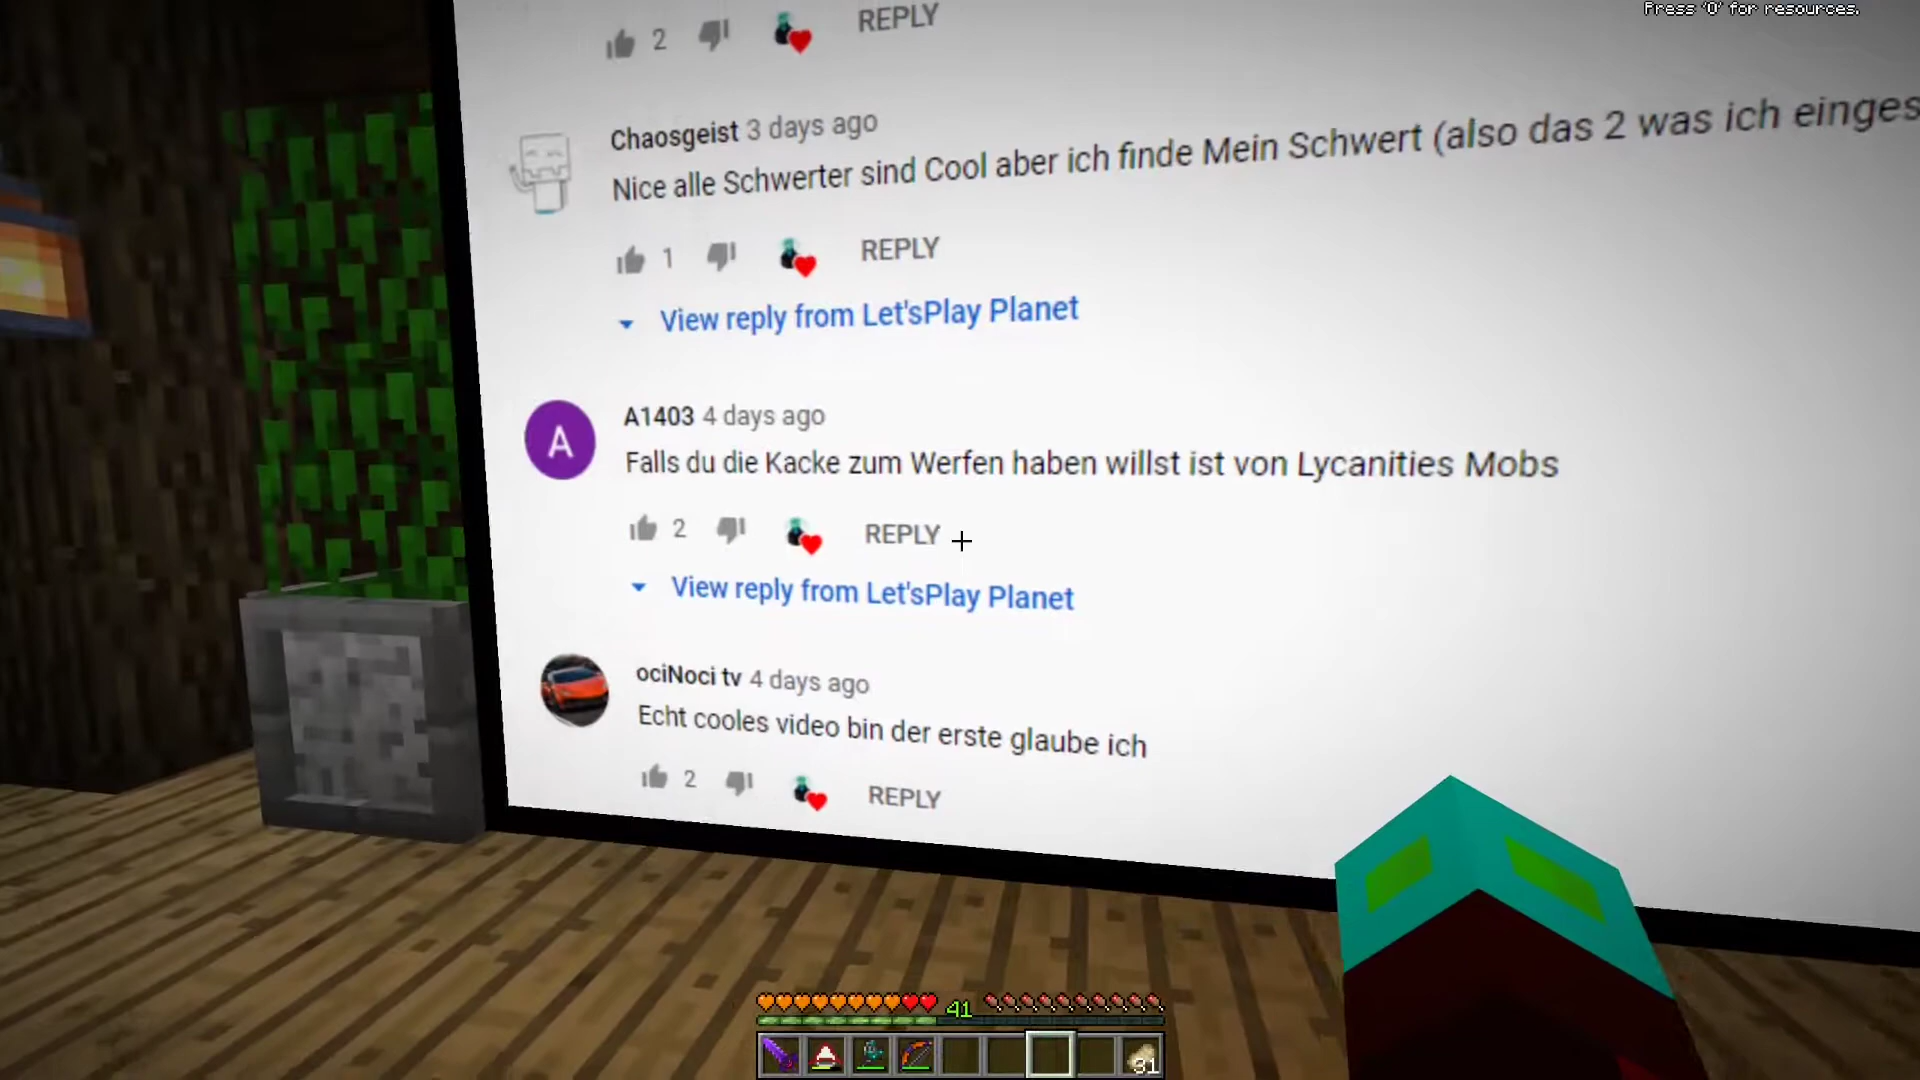 Press '0' for resources.
2 REPLY
Chaosgeist 3 days ago
Nice alle Schwerter sind Cool aber ich finde Mein Schwert (also das 2 was ich einges
1 REPLY
View reply from Let'sPlay Planet
A
A1403 4 days ago
Falls du die Kacke zum Werfen haben willst ist von Lycanities Mobs
2 REPLY
View reply from Let'sPlay Planet
ociNoci tv 4 days ago
Echt cooles video bin der erste glaube ich
2 REPLY
41
31